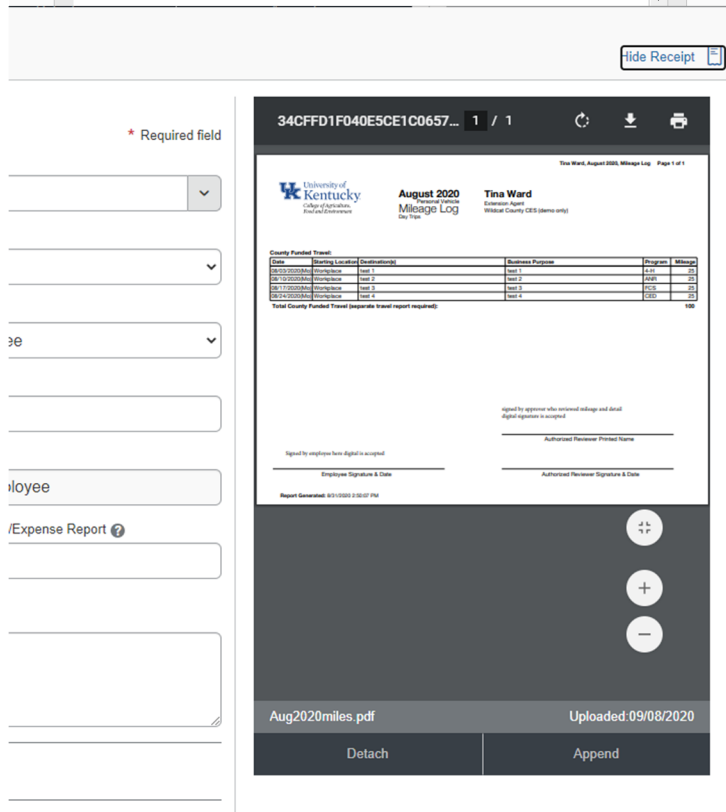 Hide Receipt
* Required field
ee
loyee
/Expense Report ?
34CFFD1F040E5CE1C0657... 1 / 1
Tina Ward, August 2020, Mileage Log Page 1 of 1
UK University of Kentucky
College of Agriculture, Food and Environment
August 2020
Personal Vehicle
Mileage Log
Day Trips
Tina Ward
Extension Agent
Wildcat County CES (demo only)
County Funded Travel:
Date Starting Location Destination(s) Business Purpose Program Mileage
08/03/2020(Mo) Workplace test 1 test 1 4-H 25
08/10/2020(Mo) Workplace test 2 test 2 ANR 25
08/17/2020(Mo) Workplace test 3 test 3 FCS 25
08/24/2020(Mo) Workplace test 4 test 4 CED 25
Total County Funded Travel (separate travel report required): 100
signed by approver who reviewed mileage and detail
digital signature is accepted
Authorized Reviewer Printed Name
Signed by employee here digital is accepted
Employee Signature & Date Authorized Reviewer Signature & Date
Report Generated: 8/31/2020 2:50:07 PM
Aug2020miles.pdf Uploaded:09/08/2020
Detach Append